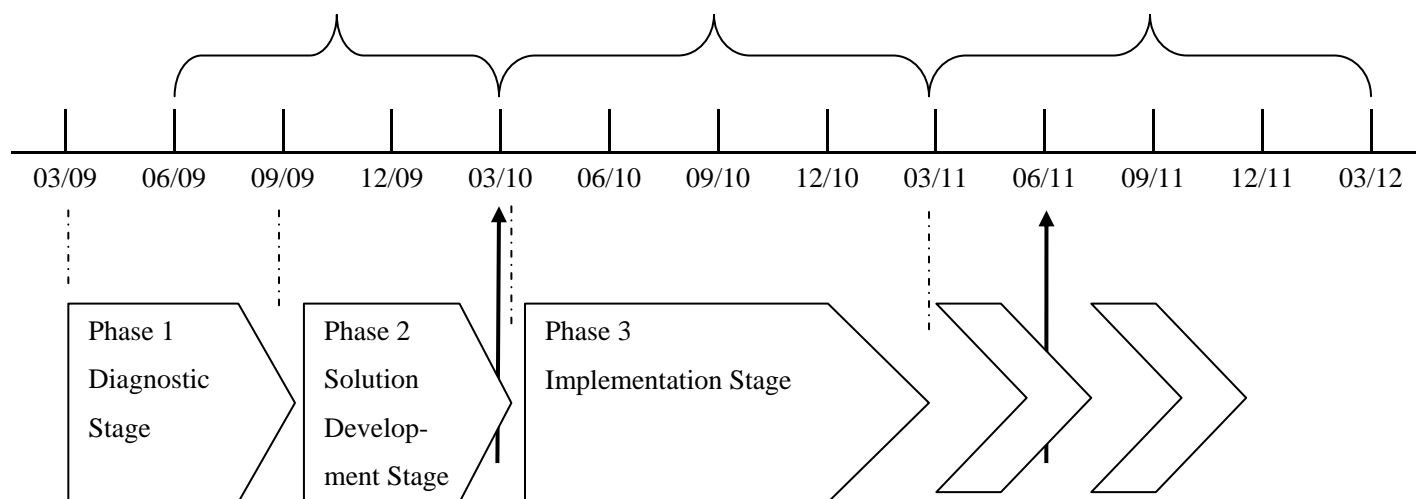 03/09 06/09 09/09 12/09 03/10 06/10 09/10 12/10 03/11 06/11 09/11 12/11 03/12
Phase 1
Diagnostic
Stage
Phase 2
Solution
Develop-
ment Stage
Phase 3
Implementation Stage